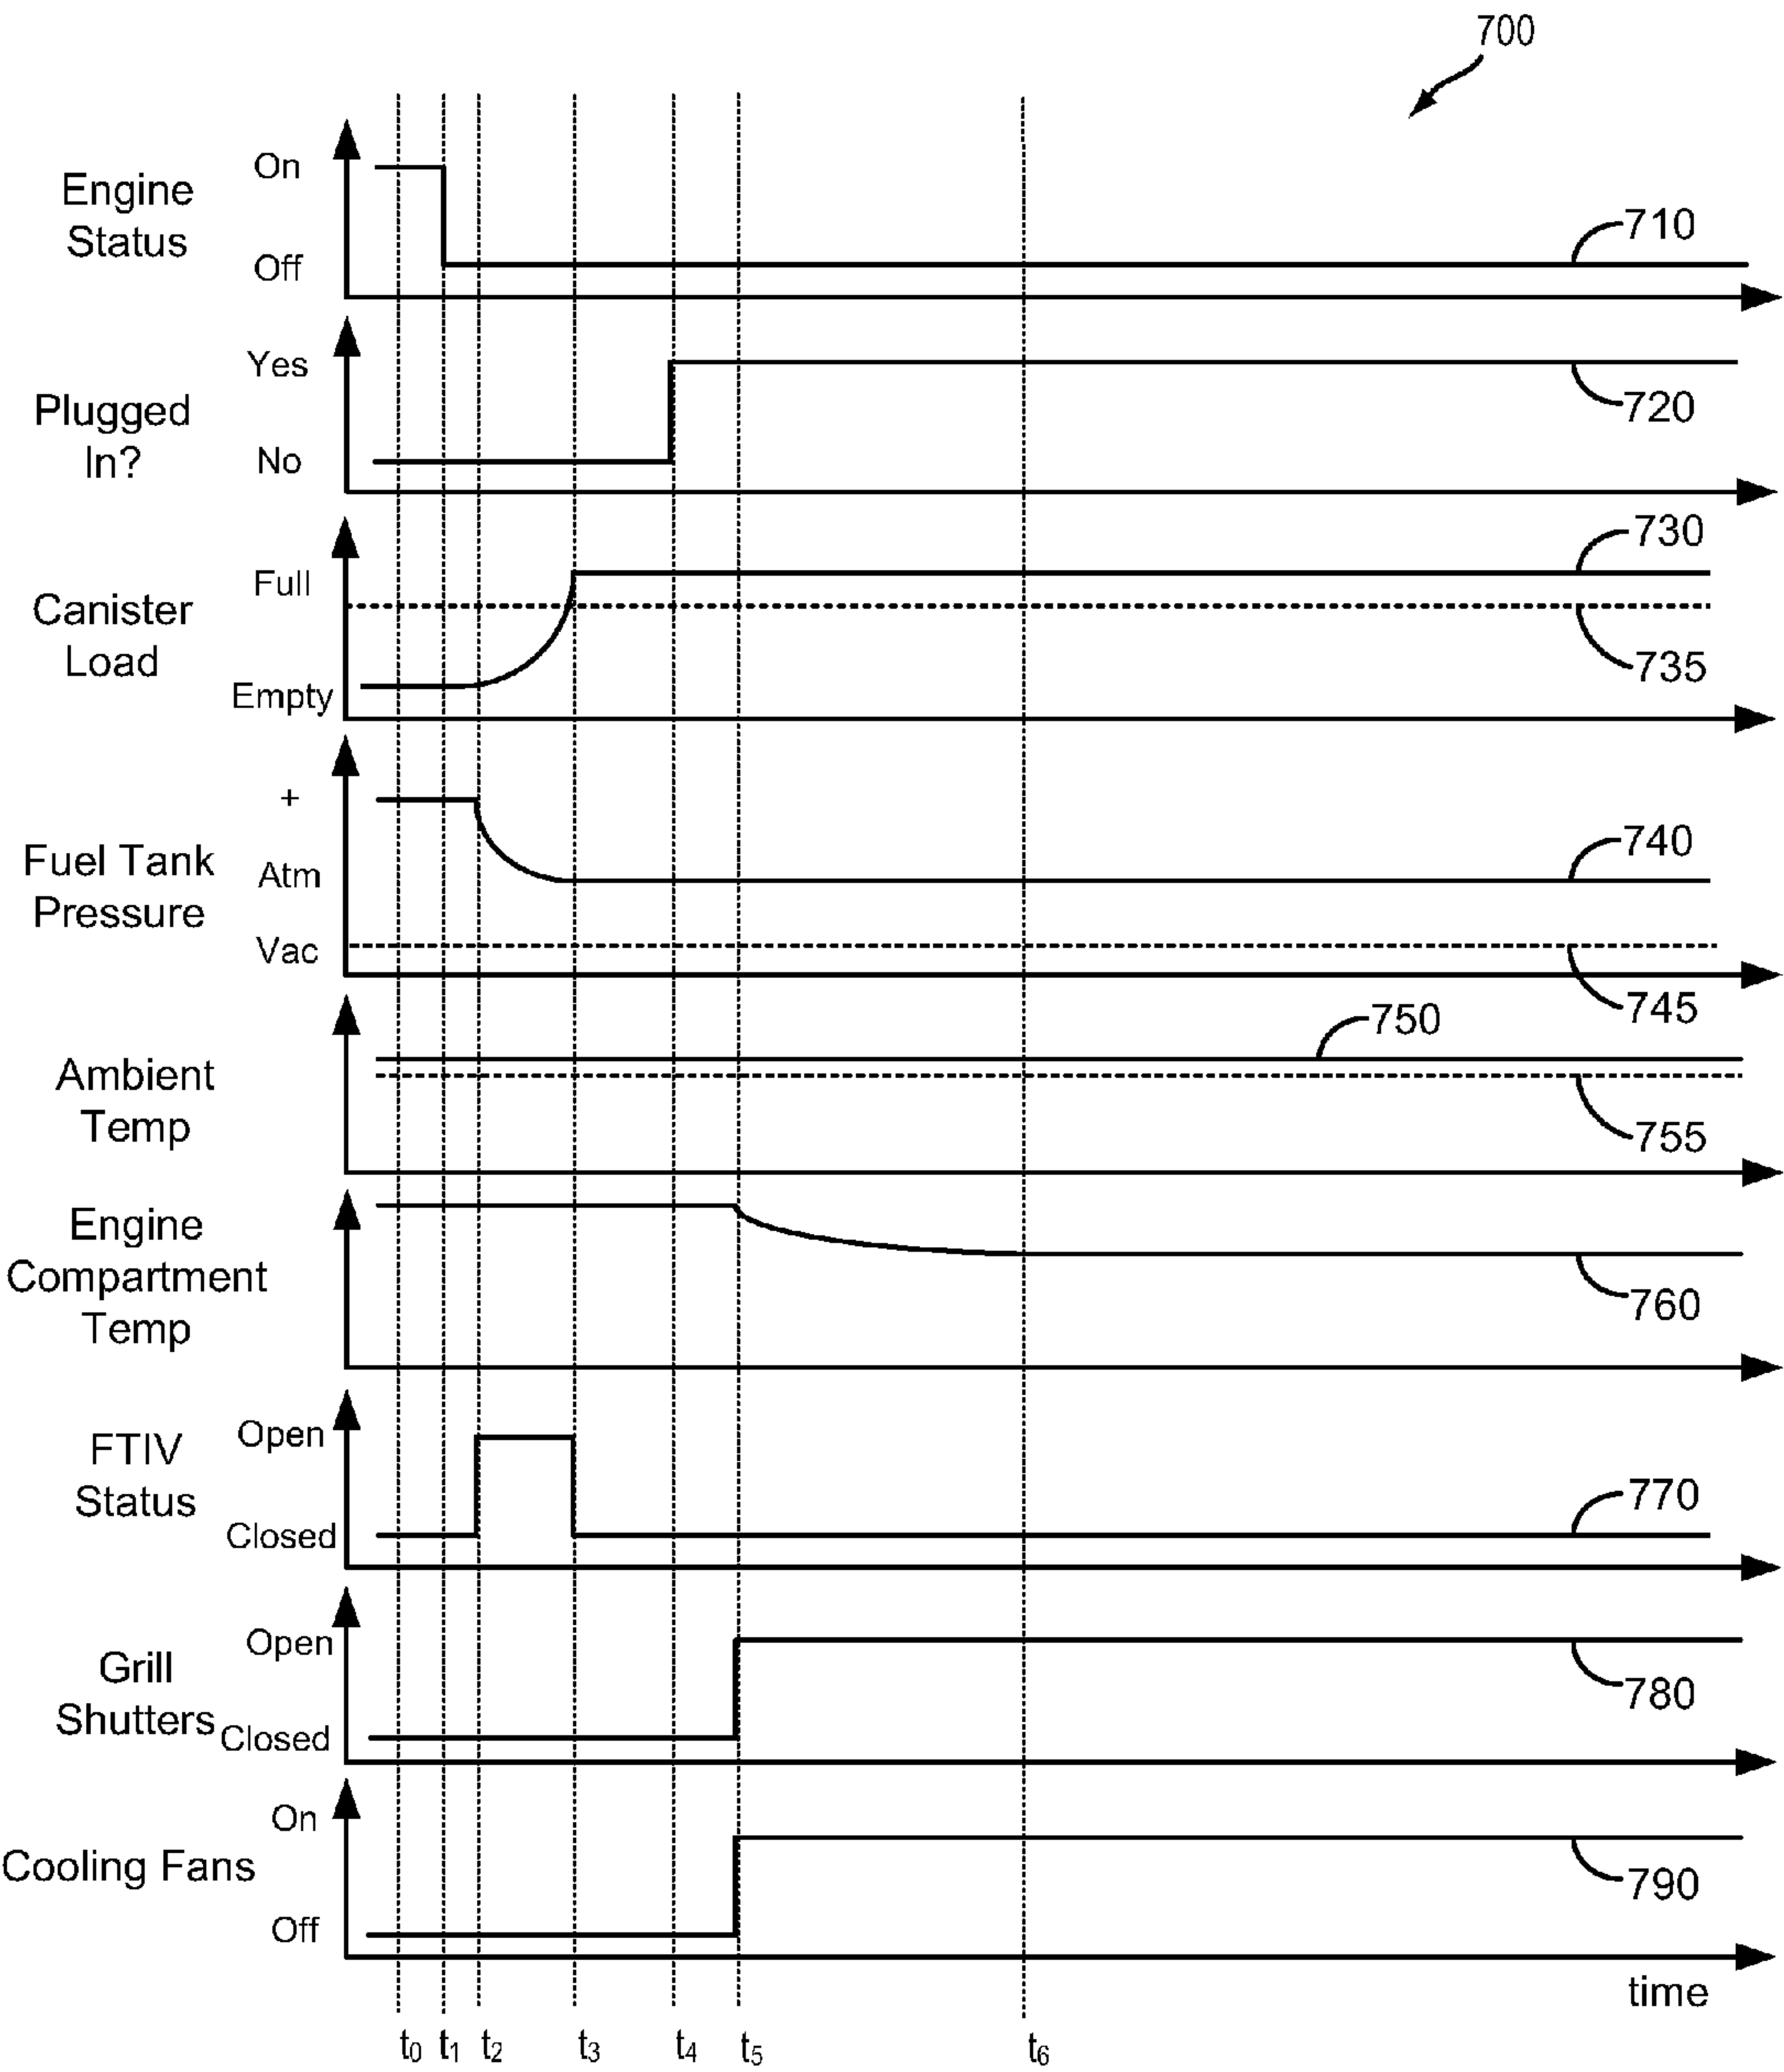 700
Engine
Status
On
Off
710
Plugged
In?
Yes
No
720
Canister
Load
Full
Empty
730
735
Fuel Tank
Pressure
+
Atm
Vac
740
745
Ambient
Temp
750
755
Engine
Compartment
Temp
760
FTIV
Status
Open
Closed
770
Grill
Shutters
Open
Closed
780
Cooling Fans
On
Off
790
time
t0 t1 t2 t3 t4 t5 t6